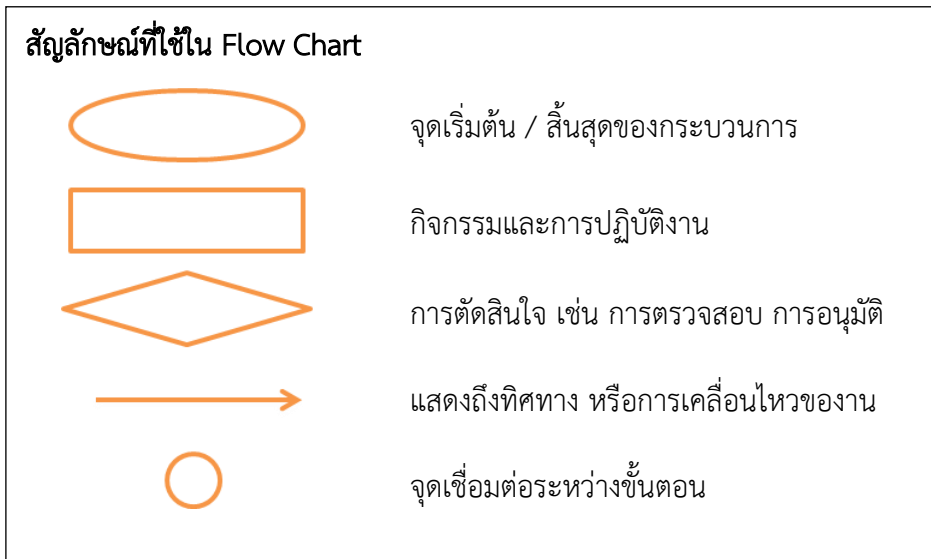 สัญลักษณ์ที่ใช้ใน Flow Chart
จุดเริ่มต้น / สิ้นสุดของกระบวนการ
กิจกรรมและการปฏิบัติงาน
การตัดสินใจ เช่น การตรวจสอบ การอนุมัติ
แสดงถึงทิศทาง หรือการเคลื่อนไหวของงาน
จุดเชื่อมต่อระหว่างขั้นตอน